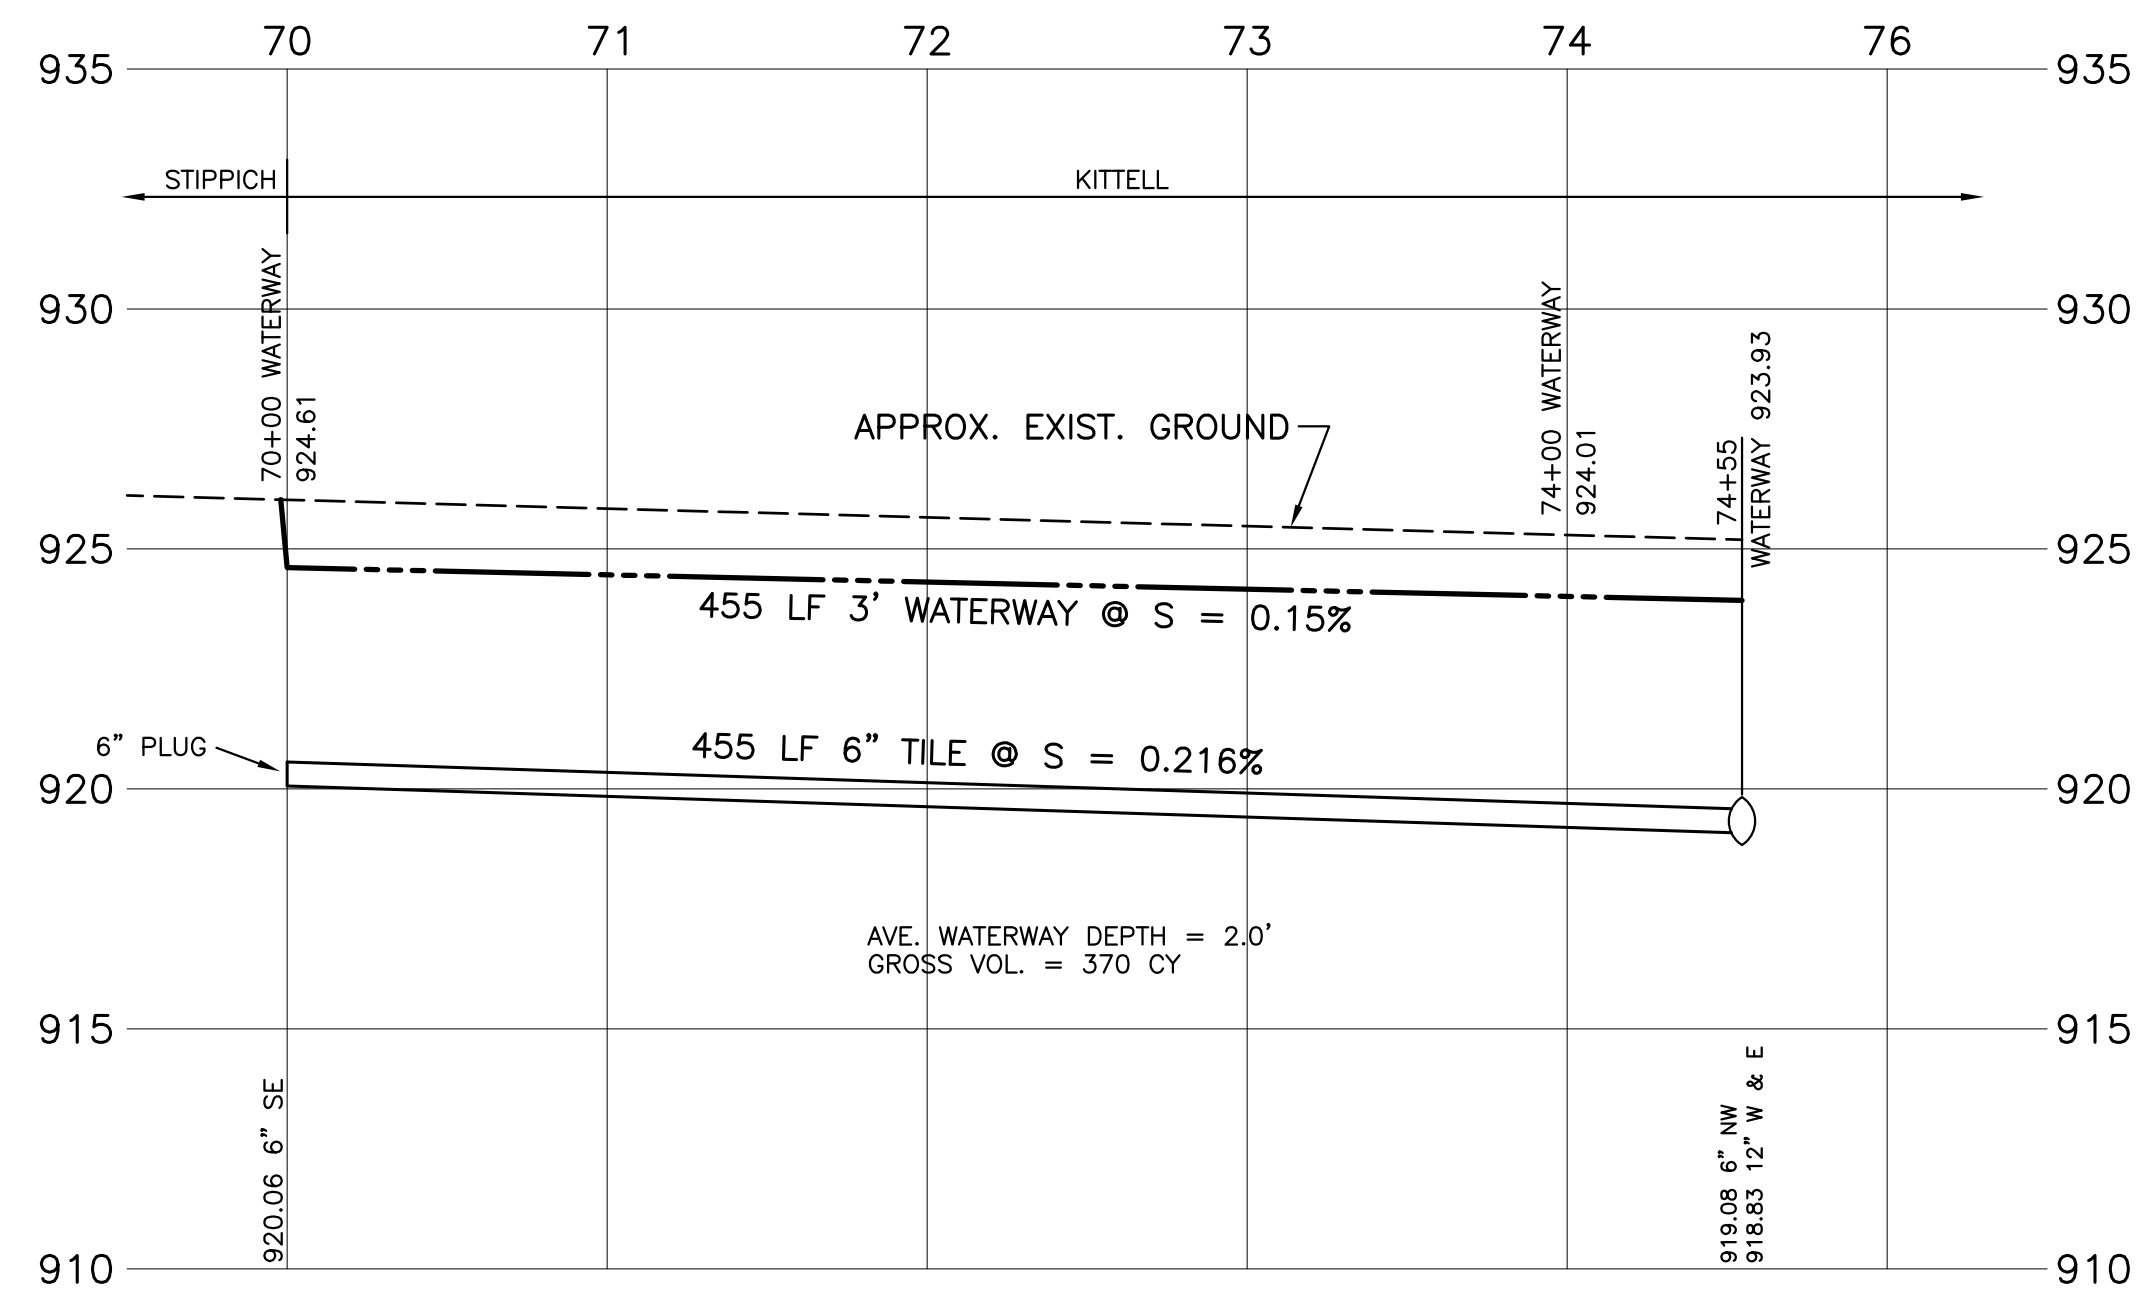 70 71 72 73 74 76
935 935
STIPPICH KITTELL
70+00 WATERWAY
924.61
930 930
74+00 WATERWAY
924.01
74+55
WATERWAY 923.93
APPROX. EXIST. GROUND
925 925
455 LF 3' WATERWAY @ S = 0.15%
6" PLUG
455 LF 6" TILE @ S = 0.216%
920 920
AVE. WATERWAY DEPTH = 2.0'
GROSS VOL. = 370 CY
915 915
920.06 6" SE
919.08 6" NW
918.83 12" W & E
910 910